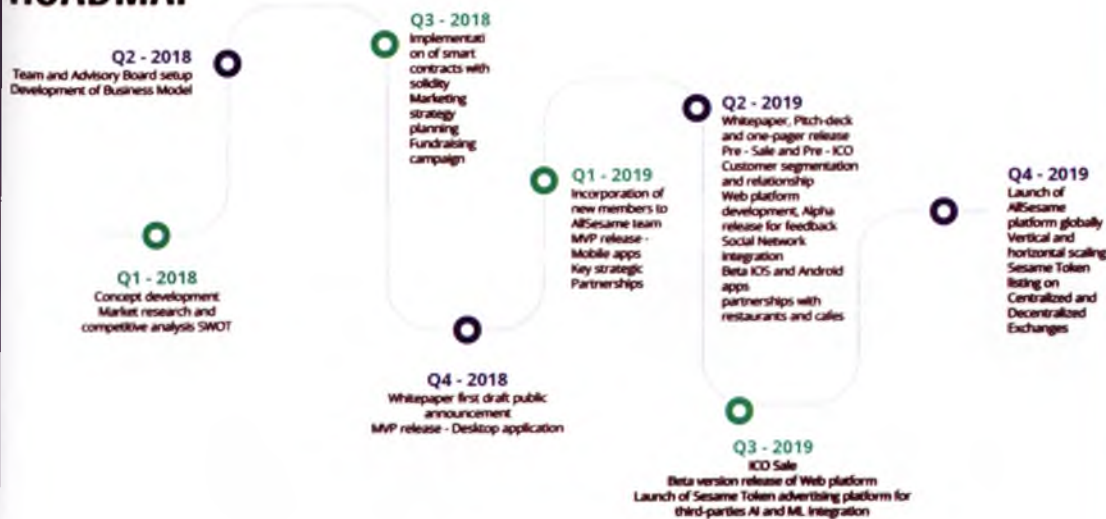 ROADMAP
Q1 - 2018
Concept development
Market research and
competitive analysis SWOT
Q2 - 2018
Team and Advisory Board setup
Development of Business Model
Q3 - 2018
Implementati
on of smart
contracts with
solidity
Marketing
strategy
planning
Fundraising
campaign
Q4 - 2018
Whitepaper first draft public
announcement
MVP release - Desktop application
Q1 - 2019
Incorporation of
new members to
AllSesame team
MVP release -
Mobile apps
Key strategic
Partnerships
Q2 - 2019
Whitepaper, Pitch-deck
and one-pager release
Pre - Sale and Pre - ICO
Customer segmentation
and relationship
Web platform
development, Alpha
release for feedback
Social Network
integration
Beta IOS and Android
apps
partnerships with
restaurants and cafes
Q3 - 2019
ICO Sale
Beta version release of Web platform
Launch of Sesame Token advertising platform for
third-parties AI and ML integration
Q4 - 2019
Launch of
AllSesame
platform globally
Vertical and
horizontal scaling
Sesame Token
listing on
Centralized and
Decentralized
Exchanges